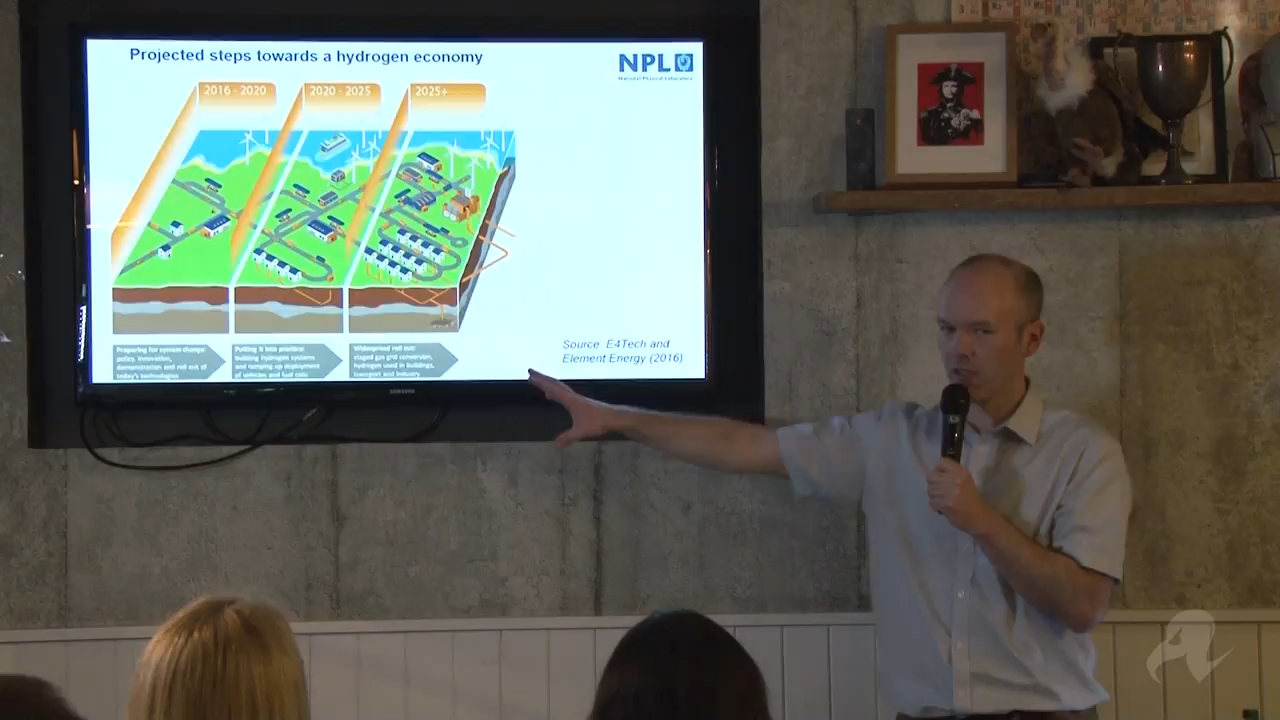 Projected steps towards a hydrogen economy
NPL
National Physical Laboratory
2016 - 2020
2020 - 2025
2025+
Preparing for system change:
policy, innovation,
demonstration and roll out of
today's technologies
Putting it into practice:
building hydrogen systems
and ramping up deployment
of vehicles and fuel cells
Widespread roll out:
staged gas grid conversion,
hydrogen used in buildings,
transport and industry
Source: E4Tech and
Element Energy (2016)
SAMSUNG